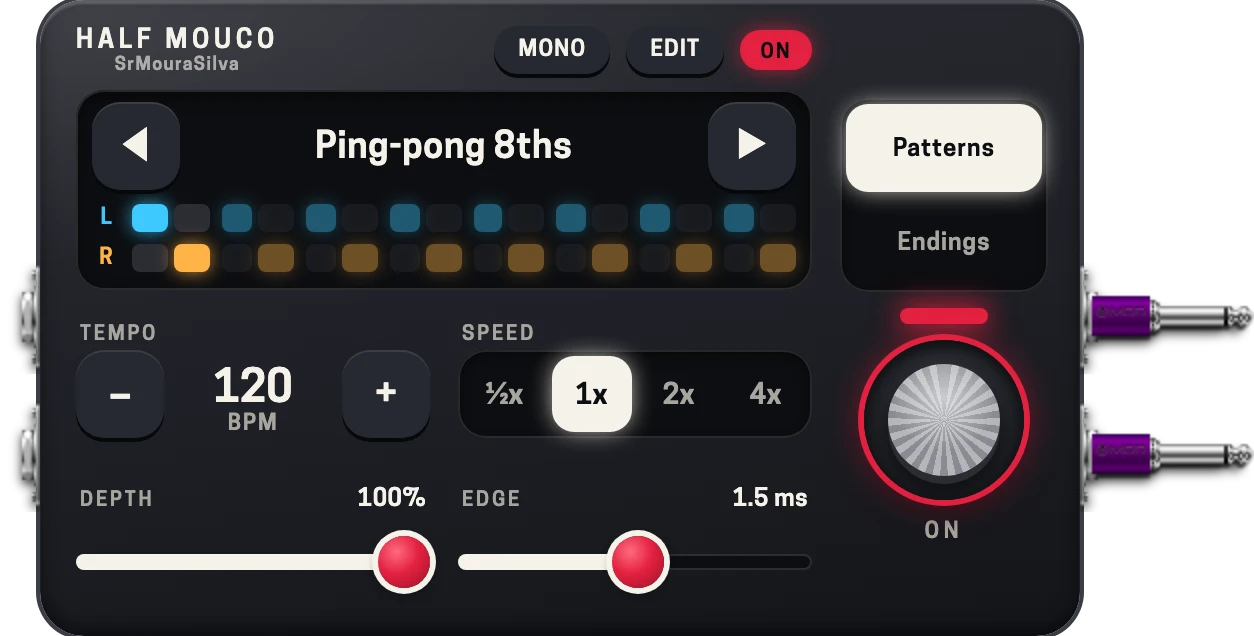 HALF MOUCO
SrMouraSilva
MONO
EDIT
ON
Ping-pong 8ths
L
R
Patterns
Endings
TEMPO
–
120
BPM
+
SPEED
½x
1x
2x
4x
DEPTH
100%
EDGE
1.5 ms
ON